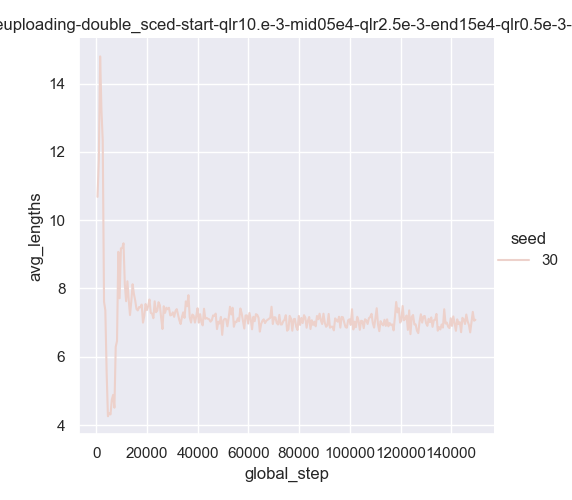 euploading-double_sced-start-qlr10.e-3-mid05e4-qlr2.5e-3-end15e4-qlr0.5e-3-
14
12
10
8
6
4
avg_lengths
0 20000 40000 60000 80000 100000 120000 140000
global_step
seed
30